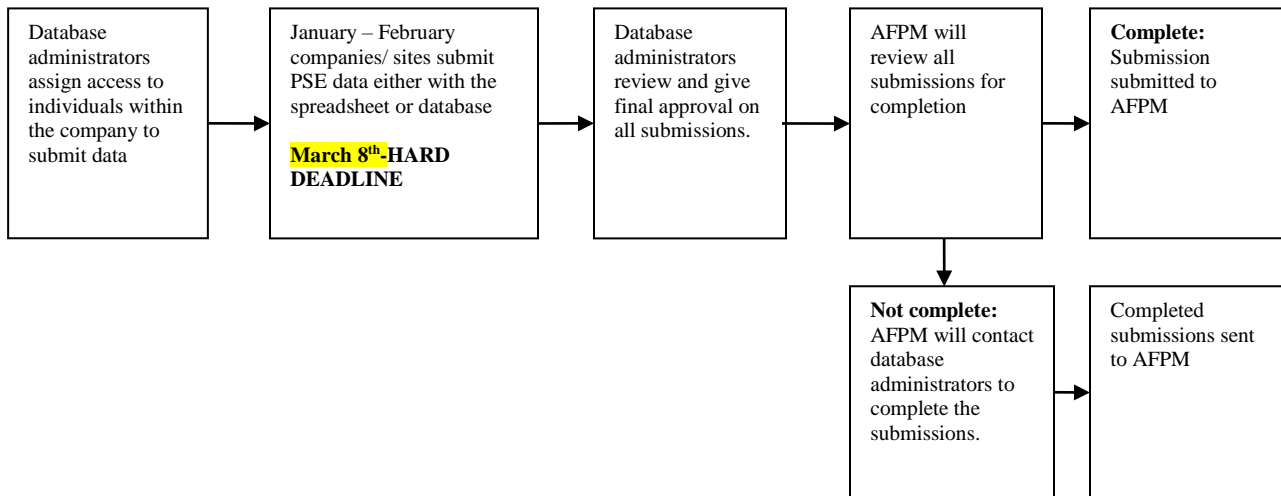 Database
administrators
assign access to
individuals within
the company to
submit data
January – February
companies/ sites submit
PSE data either with the
spreadsheet or database
March 8th-HARD
DEADLINE
Database
administrators
review and give
final approval on
all submissions.
AFPM will
review all
submissions for
completion
Complete:
Submission
submitted to
AFPM
Not complete:
AFPM will contact
database
administrators to
complete the
submissions.
Completed
submissions sent
to AFPM